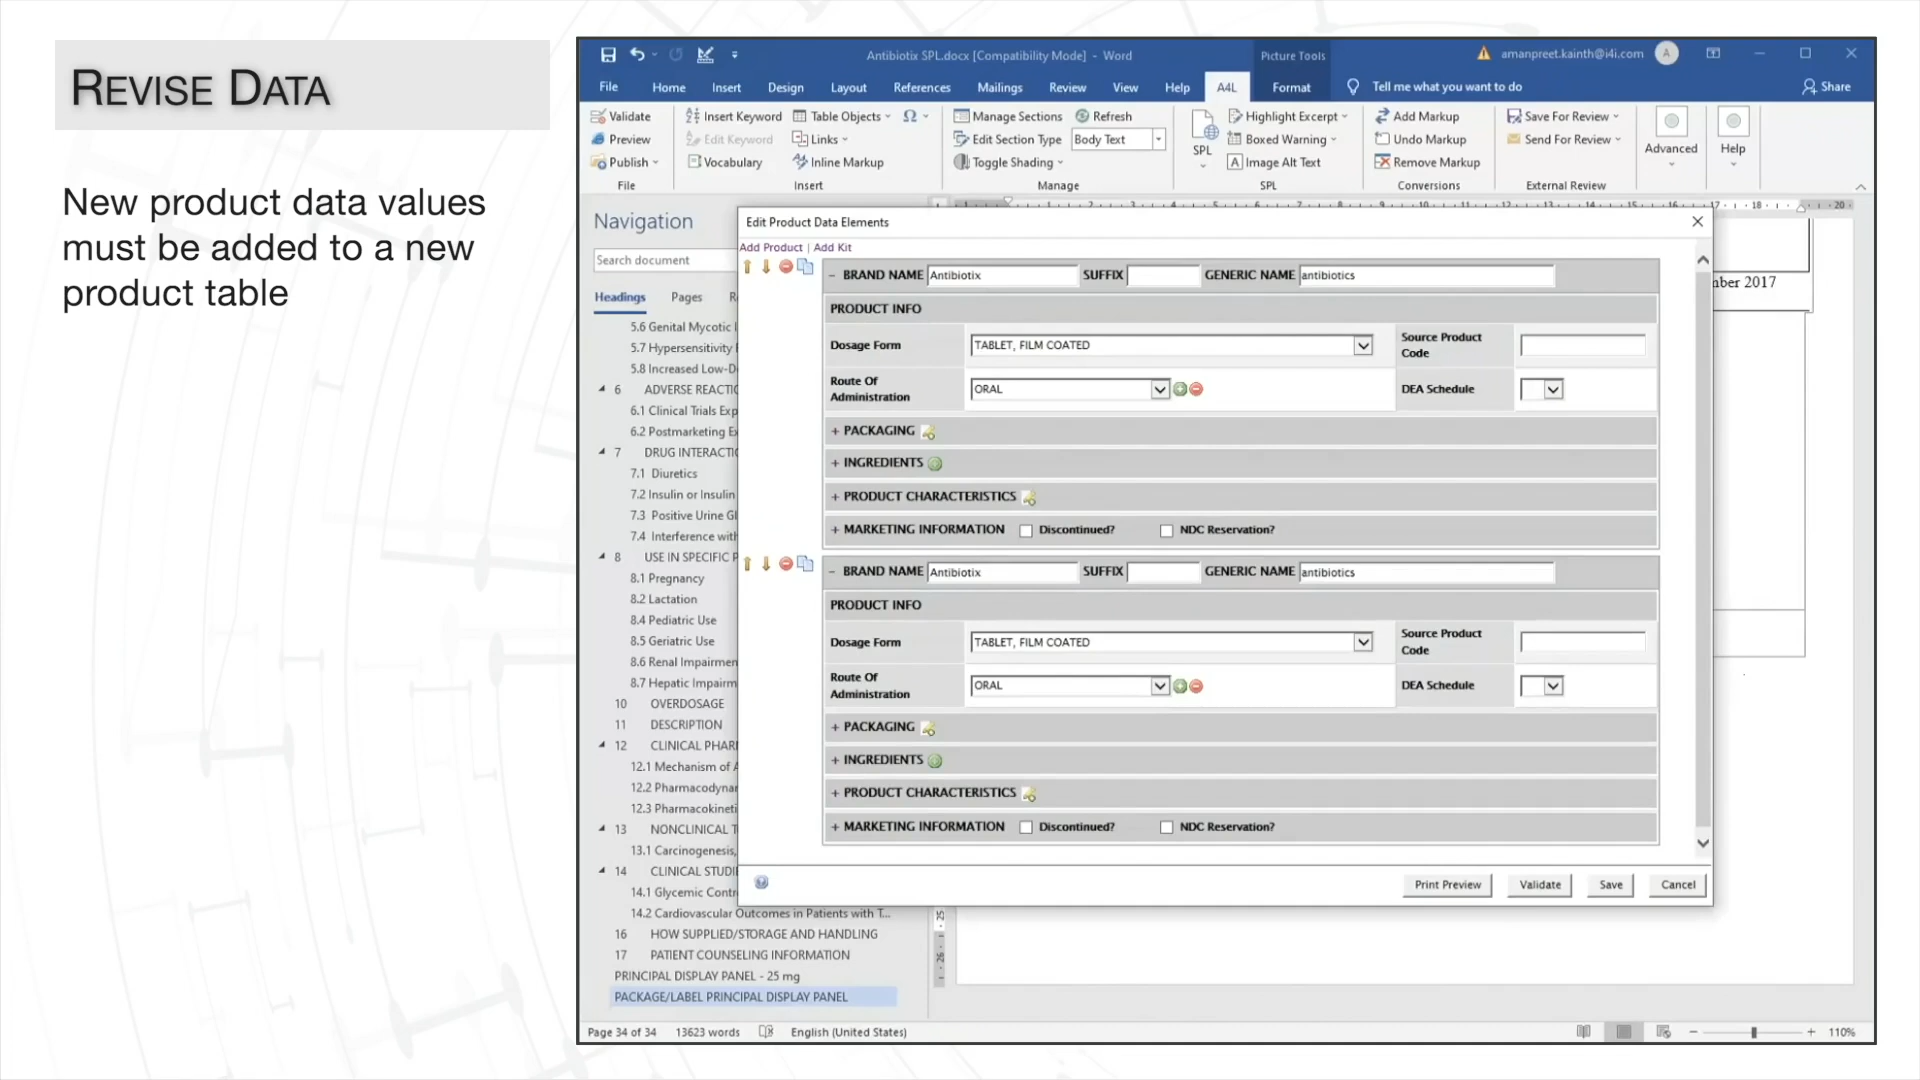 REVISE DATA
New product data values
must be added to a new
product table
Antibiotix SPL.docx [Compatibility Mode] - Word
Picture Tools
amanpreet.kainth@i4i.com
A
File Home Insert Design Layout References Mailings Review View Help A4L Format Tell me what you want to do Share
Validate Insert Keyword Table Objects Ω Manage Sections Refresh Highlight Excerpt Add Markup Save For Review
Preview Edit Keyword Links Edit Section Type Body Text SPL Boxed Warning Undo Markup Send For Review Advanced Help
Publish Vocabulary Inline Markup Toggle Shading A Image Alt Text Remove Markup
File Insert Manage SPL Conversions External Review
Navigation
Search document
Headings Pages
5.6 Genital Mycotic
5.7 Hypersensitivity
5.8 Increased Low-D
6 ADVERSE REACTIO
6.1 Clinical Trials Exp
6.2 Postmarketing Ex
7 DRUG INTERACTIO
7.1 Diuretics
7.2 Insulin or Insulin
7.3 Positive Urine Gl
7.4 Interference with
8 USE IN SPECIFIC P
8.1 Pregnancy
8.2 Lactation
8.4 Pediatric Use
8.5 Geriatric Use
8.6 Renal Impairmen
8.7 Hepatic Impairm
10 OVERDOSAGE
11 DESCRIPTION
12 CLINICAL PHAR
12.1 Mechanism of A
12.2 Pharmacodynar
12.3 Pharmacokineti
13 NONCLINICAL T
13.1 Carcinogenesis,
14 CLINICAL STUDI
14.1 Glycemic Contr
14.2 Cardiovascular Outcomes in Patients with T...
16 HOW SUPPLIED/STORAGE AND HANDLING
17 PATIENT COUNSELING INFORMATION
PRINCIPAL DISPLAY PANEL - 25 mg
PACKAGE/LABEL PRINCIPAL DISPLAY PANEL
Edit Product Data Elements
Add Product | Add Kit
− BRAND NAME Antibiotix SUFFIX GENERIC NAME antibiotics
PRODUCT INFO
Dosage Form TABLET, FILM COATED Source Product Code
Route Of Administration ORAL DEA Schedule
+ PACKAGING
+ INGREDIENTS
+ PRODUCT CHARACTERISTICS
+ MARKETING INFORMATION Discontinued? NDC Reservation?
− BRAND NAME Antibiotix SUFFIX GENERIC NAME antibiotics
PRODUCT INFO
Dosage Form TABLET, FILM COATED Source Product Code
Route Of Administration ORAL DEA Schedule
+ PACKAGING
+ INGREDIENTS
+ PRODUCT CHARACTERISTICS
+ MARKETING INFORMATION Discontinued? NDC Reservation?
Print Preview Validate Save Cancel
mber 2017
Page 34 of 34 13623 words English (United States) 110%